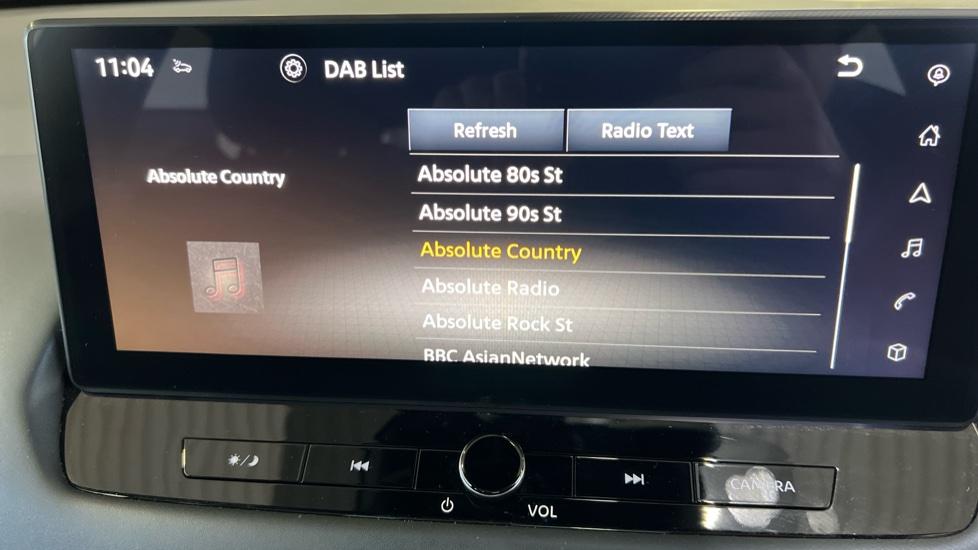 11:04
DAB List
Refresh
Radio Text
Absolute Country
Absolute 80s St
Absolute 90s St
Absolute Country
Absolute Radio
Absolute Rock St
BBC AsianNetwork
VOL
CAMERA